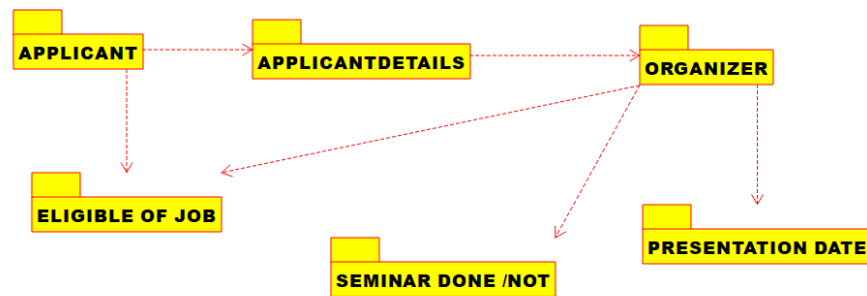 APPLICANT
APPLICANTDETAILS
ORGANIZER
ELIGIBLE OF JOB
SEMINAR DONE /NOT
PRESENTATION DATE